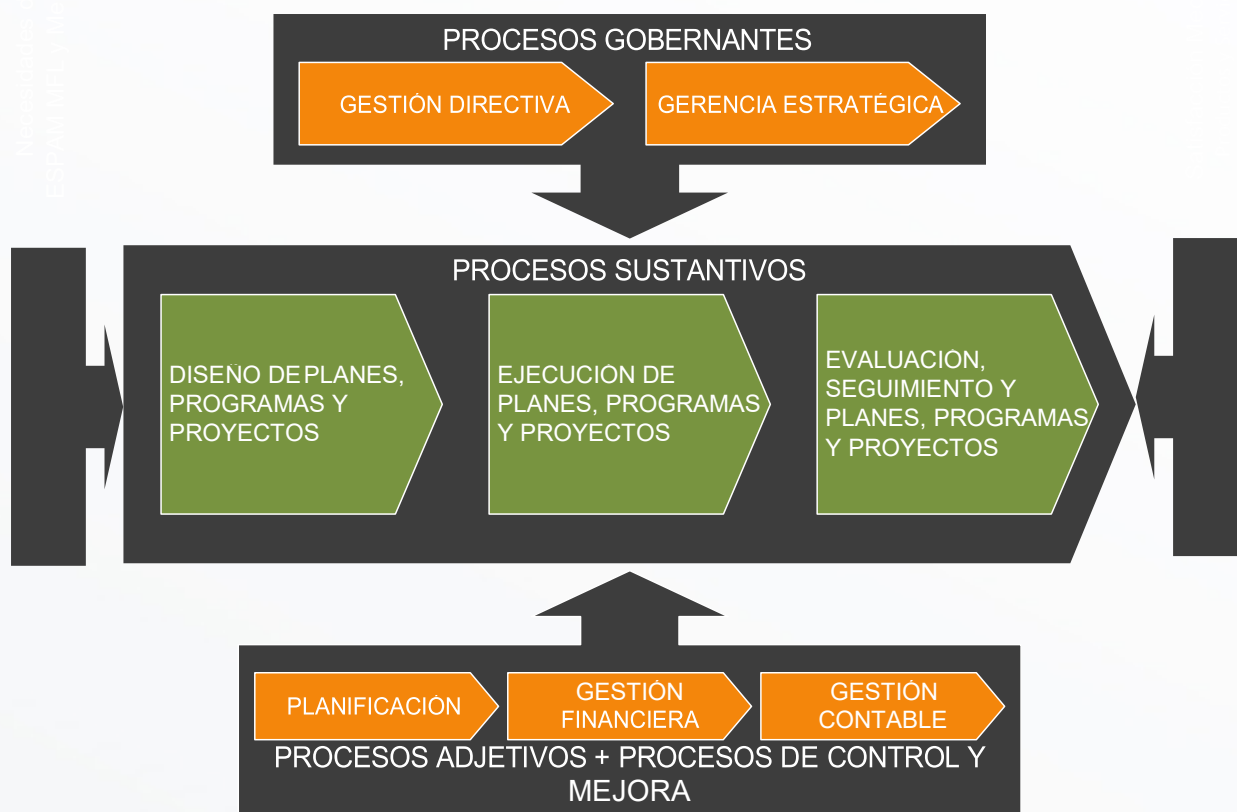 PROCESOS GOBERNANTES
GESTIÓN DIRECTIVA
GERENCIA ESTRATÉGICA
PROCESOS SUSTANTIVOS
DISEÑO DE PLANES,
PROGRAMAS Y
PROYECTOS
EJECUCIÓN DE
PLANES, PROGRAMAS
Y PROYECTOS
EVALUACIÓN,
SEGUIMIENTO Y
PLANES, PROGRAMAS
Y PROYECTOS
PLANIFICACIÓN
GESTIÓN
FINANCIERA
GESTIÓN
CONTABLE
PROCESOS ADJETIVOS + PROCESOS DE CONTROL Y
MEJORA